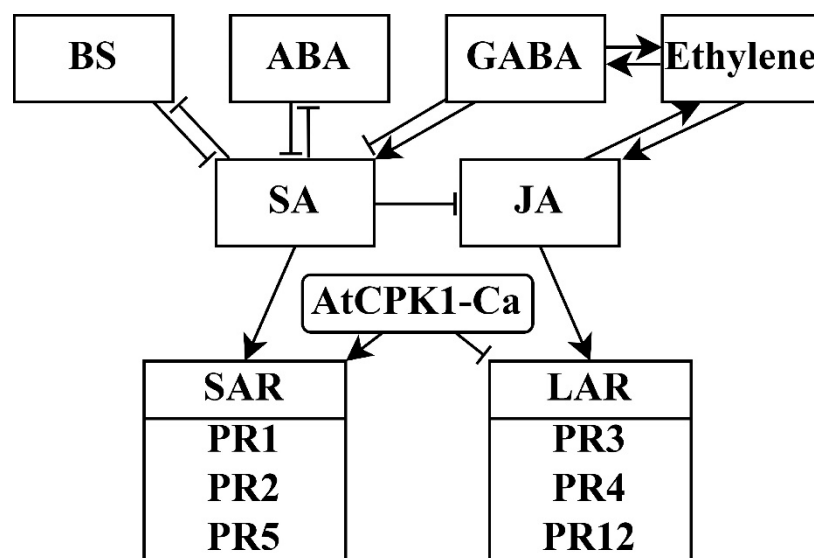 BS
ABA
GABA
Ethylene
SA
JA
AtCPK1-Ca
SAR
PR1
PR2
PR5
LAR
PR3
PR4
PR12